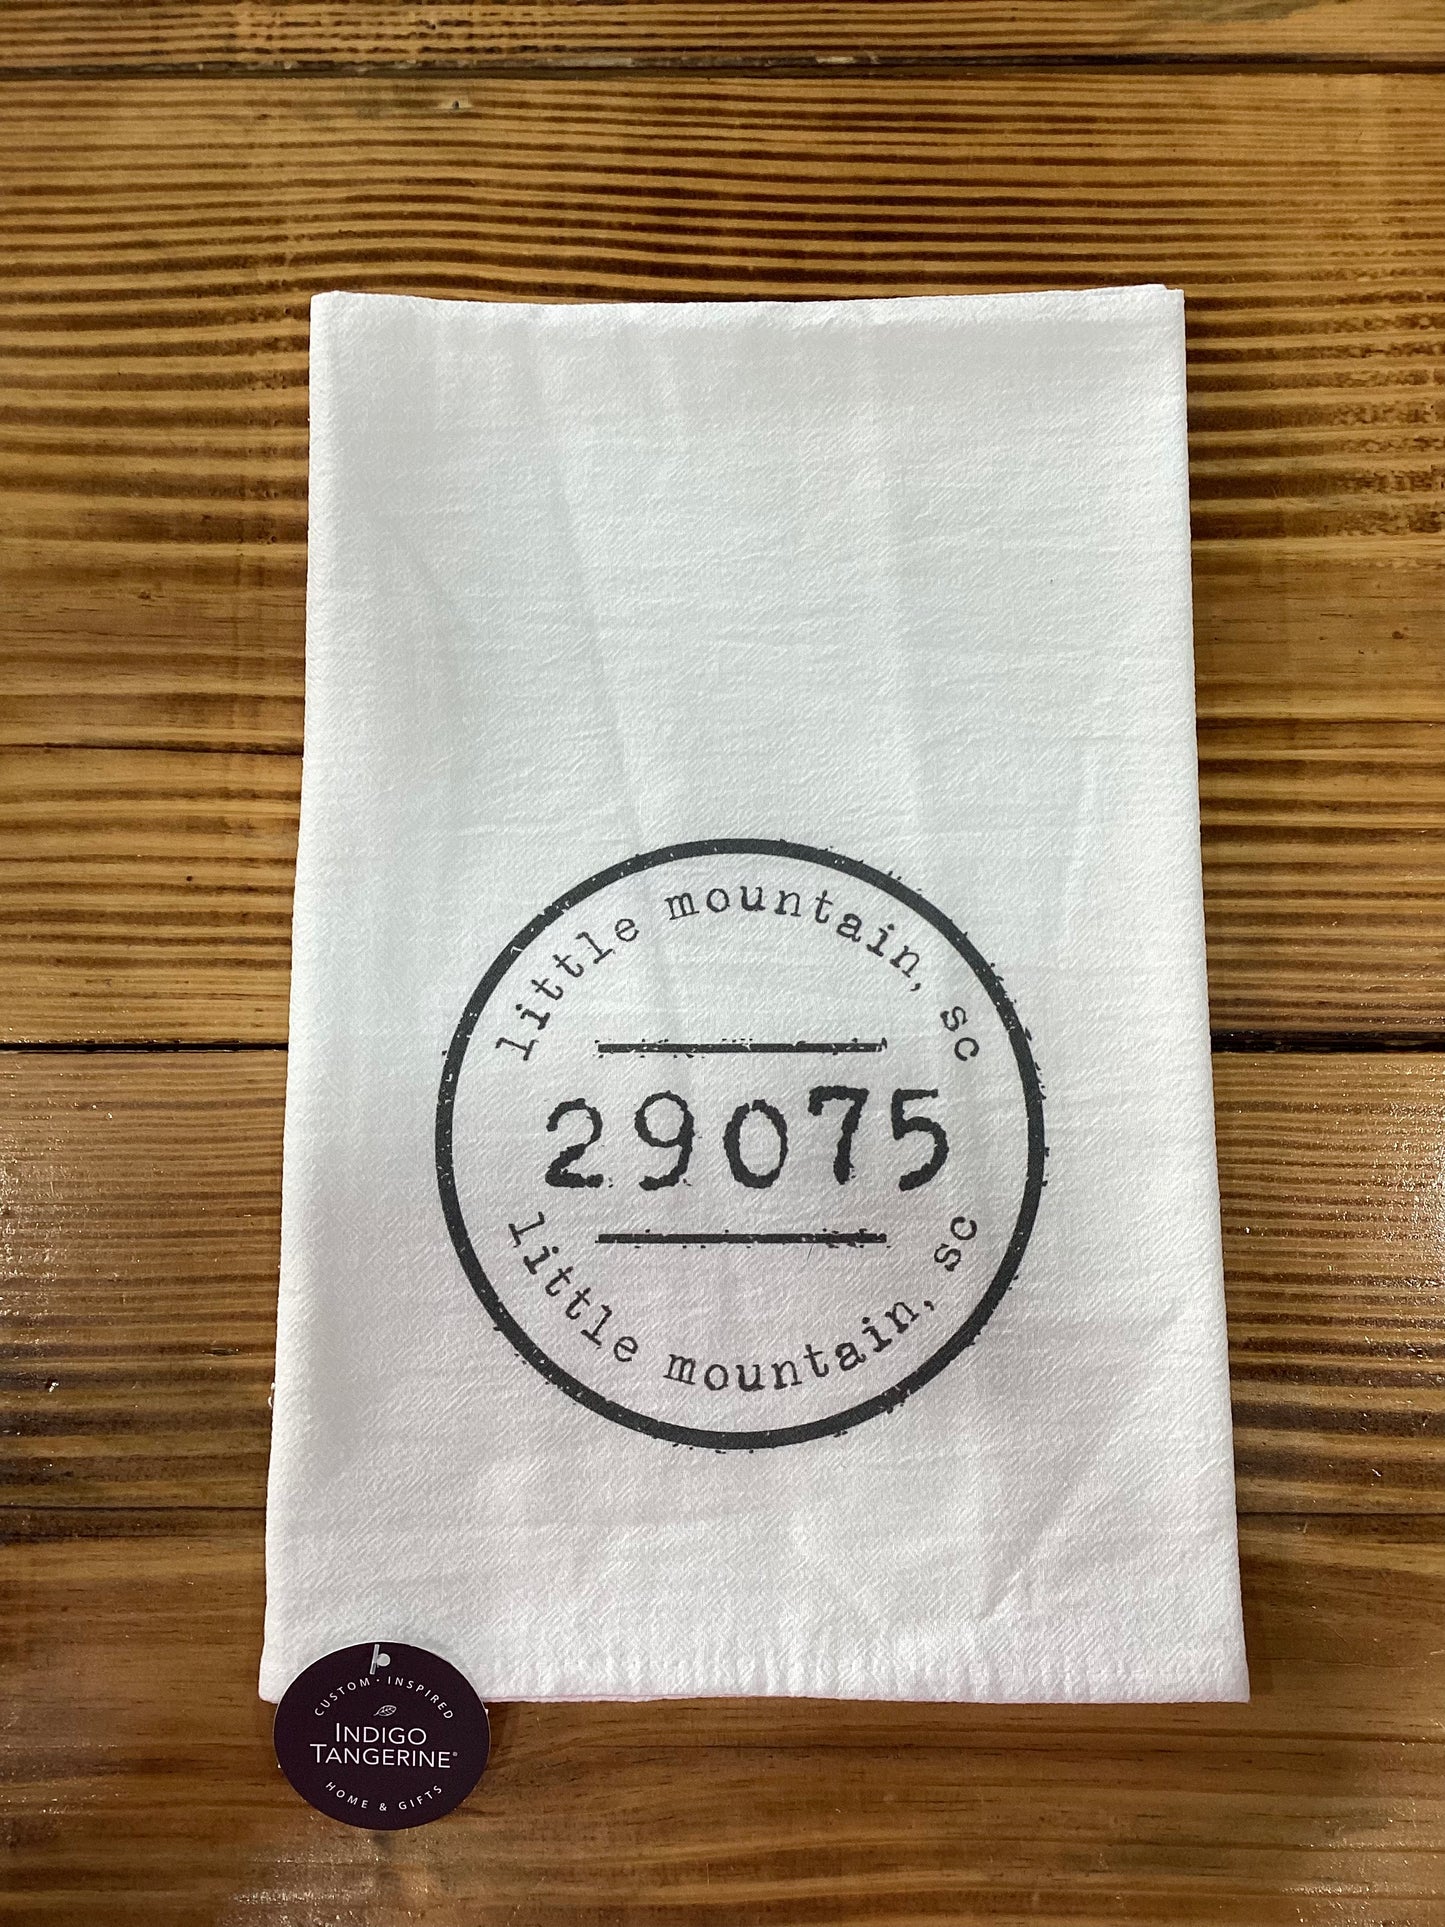 little mountain, sc
29075
little mountain, sc
CUSTOM · INSPIRED
INDIGO
TANGERINE®
HOME & GIFTS